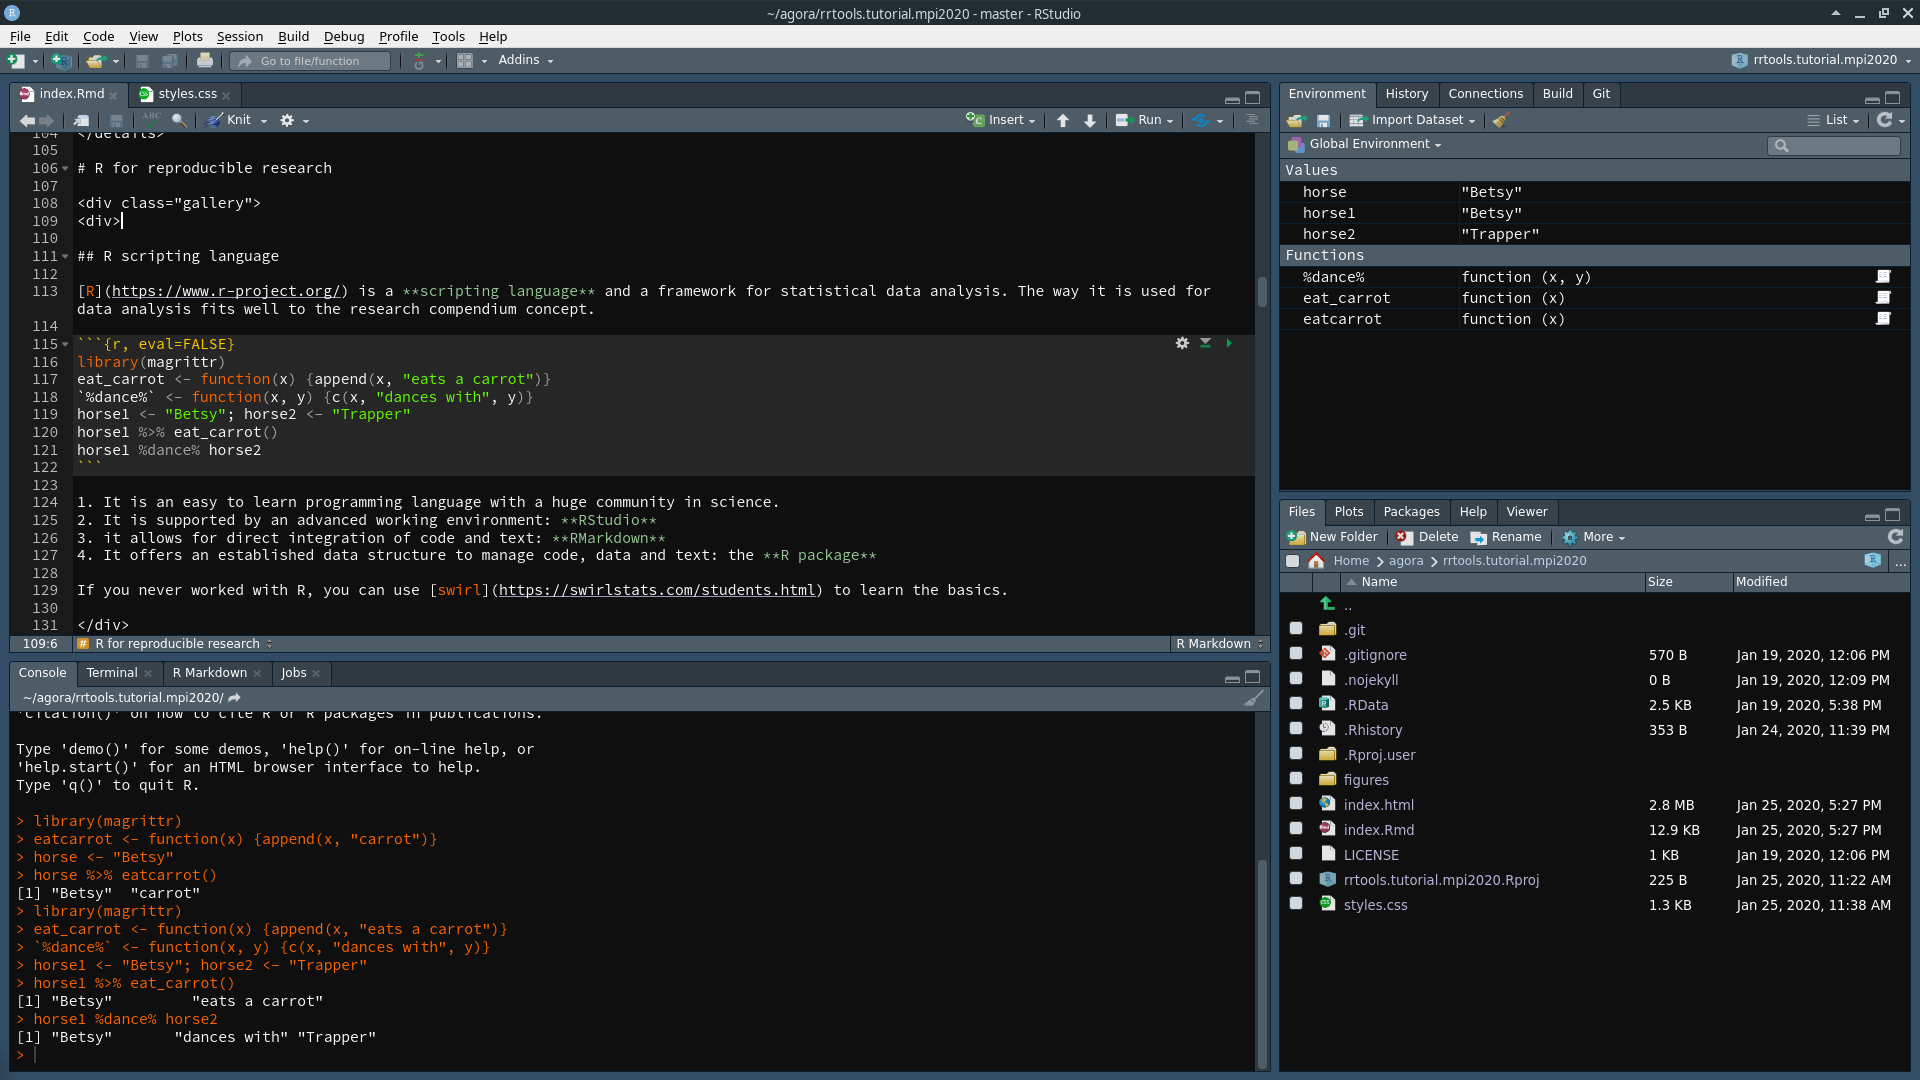 ~/agora/rrtools.tutorial.mpi2020 - master - RStudio
File Edit Code View Plots Session Build Debug Profile Tools Help
Go to file/function Addins rrtools.tutorial.mpi2020
index.Rmd styles.css
ABC Knit Insert Run
104 </details>
105
106 # R for reproducible research
107
108 <div class="gallery">
109 <div>
110
111 ## R scripting language
112
113 [R](https://www.r-project.org/) is a **scripting language** and a framework for statistical data analysis. The way it is used for
data analysis fits well to the research compendium concept.
114
115 ```{r, eval=FALSE}
116 library(magrittr)
117 eat_carrot <- function(x) {append(x, "eats a carrot")}
118 `%dance%` <- function(x, y) {c(x, "dances with", y)}
119 horse1 <- "Betsy"; horse2 <- "Trapper"
120 horse1 %>% eat_carrot()
121 horse1 %dance% horse2
122 ```
123
124 1. It is an easy to learn programming language with a huge community in science.
125 2. It is supported by an advanced working environment: **RStudio**
126 3. it allows for direct integration of code and text: **RMarkdown**
127 4. It offers an established data structure to manage code, data and text: the **R package**
128
129 If you never worked with R, you can use [swirl](https://swirlstats.com/students.html) to learn the basics.
130
131 </div>
109:6 # R for reproducible research R Markdown
Console Terminal R Markdown Jobs
~/agora/rrtools.tutorial.mpi2020/
'citation()' on how to cite R or R packages in publications.

Type 'demo()' for some demos, 'help()' for on-line help, or
'help.start()' for an HTML browser interface to help.
Type 'q()' to quit R.

> library(magrittr)
> eatcarrot <- function(x) {append(x, "carrot")}
> horse <- "Betsy"
> horse %>% eatcarrot()
[1] "Betsy"  "carrot"
> library(magrittr)
> eat_carrot <- function(x) {append(x, "eats a carrot")}
> `%dance%` <- function(x, y) {c(x, "dances with", y)}
> horse1 <- "Betsy"; horse2 <- "Trapper"
> horse1 %>% eat_carrot()
[1] "Betsy"         "eats a carrot"
> horse1 %dance% horse2
[1] "Betsy"       "dances with" "Trapper"
>
Environment History Connections Build Git
Import Dataset List
Global Environment
Values
horse "Betsy"
horse1 "Betsy"
horse2 "Trapper"
Functions
%dance% function (x, y)
eat_carrot function (x)
eatcarrot function (x)
Files Plots Packages Help Viewer
New Folder Delete Rename More
Home agora rrtools.tutorial.mpi2020 ...
Name Size Modified
..
.git
.gitignore 570 B Jan 19, 2020, 12:06 PM
.nojekyll 0 B Jan 19, 2020, 12:09 PM
.RData 2.5 KB Jan 19, 2020, 5:38 PM
.Rhistory 353 B Jan 24, 2020, 11:39 PM
.Rproj.user
figures
index.html 2.8 MB Jan 25, 2020, 5:27 PM
index.Rmd 12.9 KB Jan 25, 2020, 5:27 PM
LICENSE 1 KB Jan 19, 2020, 12:06 PM
rrtools.tutorial.mpi2020.Rproj 225 B Jan 25, 2020, 11:22 AM
styles.css 1.3 KB Jan 25, 2020, 11:38 AM